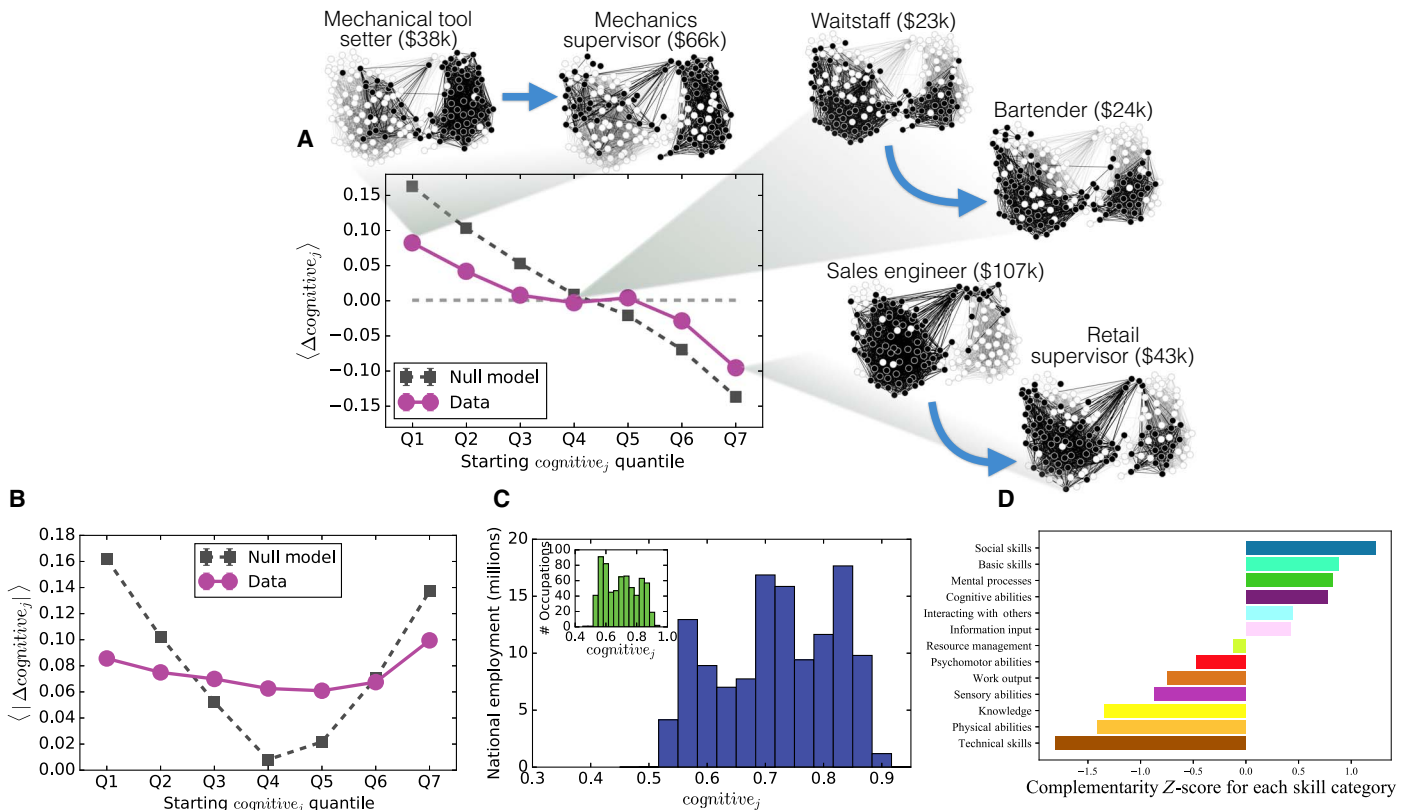 Mechanical tool
setter ($38k)
Mechanics
supervisor ($66k)
Waitstaff ($23k)
Bartender ($24k)
Sales engineer ($107k)
Retail
supervisor ($43k)
A
⟨Δcognitive_j⟩
0.15
0.10
0.05
0.00
−0.05
−0.10
−0.15
Null model
Data
Q1 Q2 Q3 Q4 Q5 Q6 Q7
Starting cognitive_j quantile
B
⟨|Δcognitive_j|⟩
0.18
0.16
0.14
0.12
0.10
0.08
0.06
0.04
0.02
0.00
Null model
Data
Q1 Q2 Q3 Q4 Q5 Q6 Q7
Starting cognitive_j quantile
C
National employment (millions)
20
15
10
5
0
0.3 0.4 0.5 0.6 0.7 0.8 0.9
cognitive_j
# Occupations
100
80
60
40
20
0
0.4 0.6 0.8 1.0
cognitive_j
D
Social skills
Basic skills
Mental processes
Cognitive abilities
Interacting with others
Information input
Resource management
Psychomotor abilities
Work output
Sensory abilities
Knowledge
Physical abilities
Technical skills
−1.5 −1.0 −0.5 0.0 0.5 1.0
Complementarity Z-score for each skill category